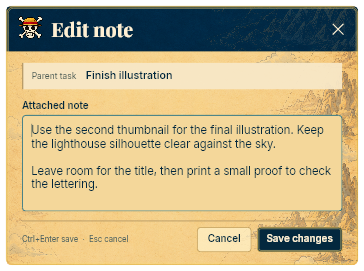 Edit note
Parent task Finish illustration
Attached note
Use the second thumbnail for the final illustration. Keep
the lighthouse silhouette clear against the sky.
Leave room for the title, then print a small proof to check
the lettering.
Ctrl+Enter save · Esc cancel
Cancel
Save changes